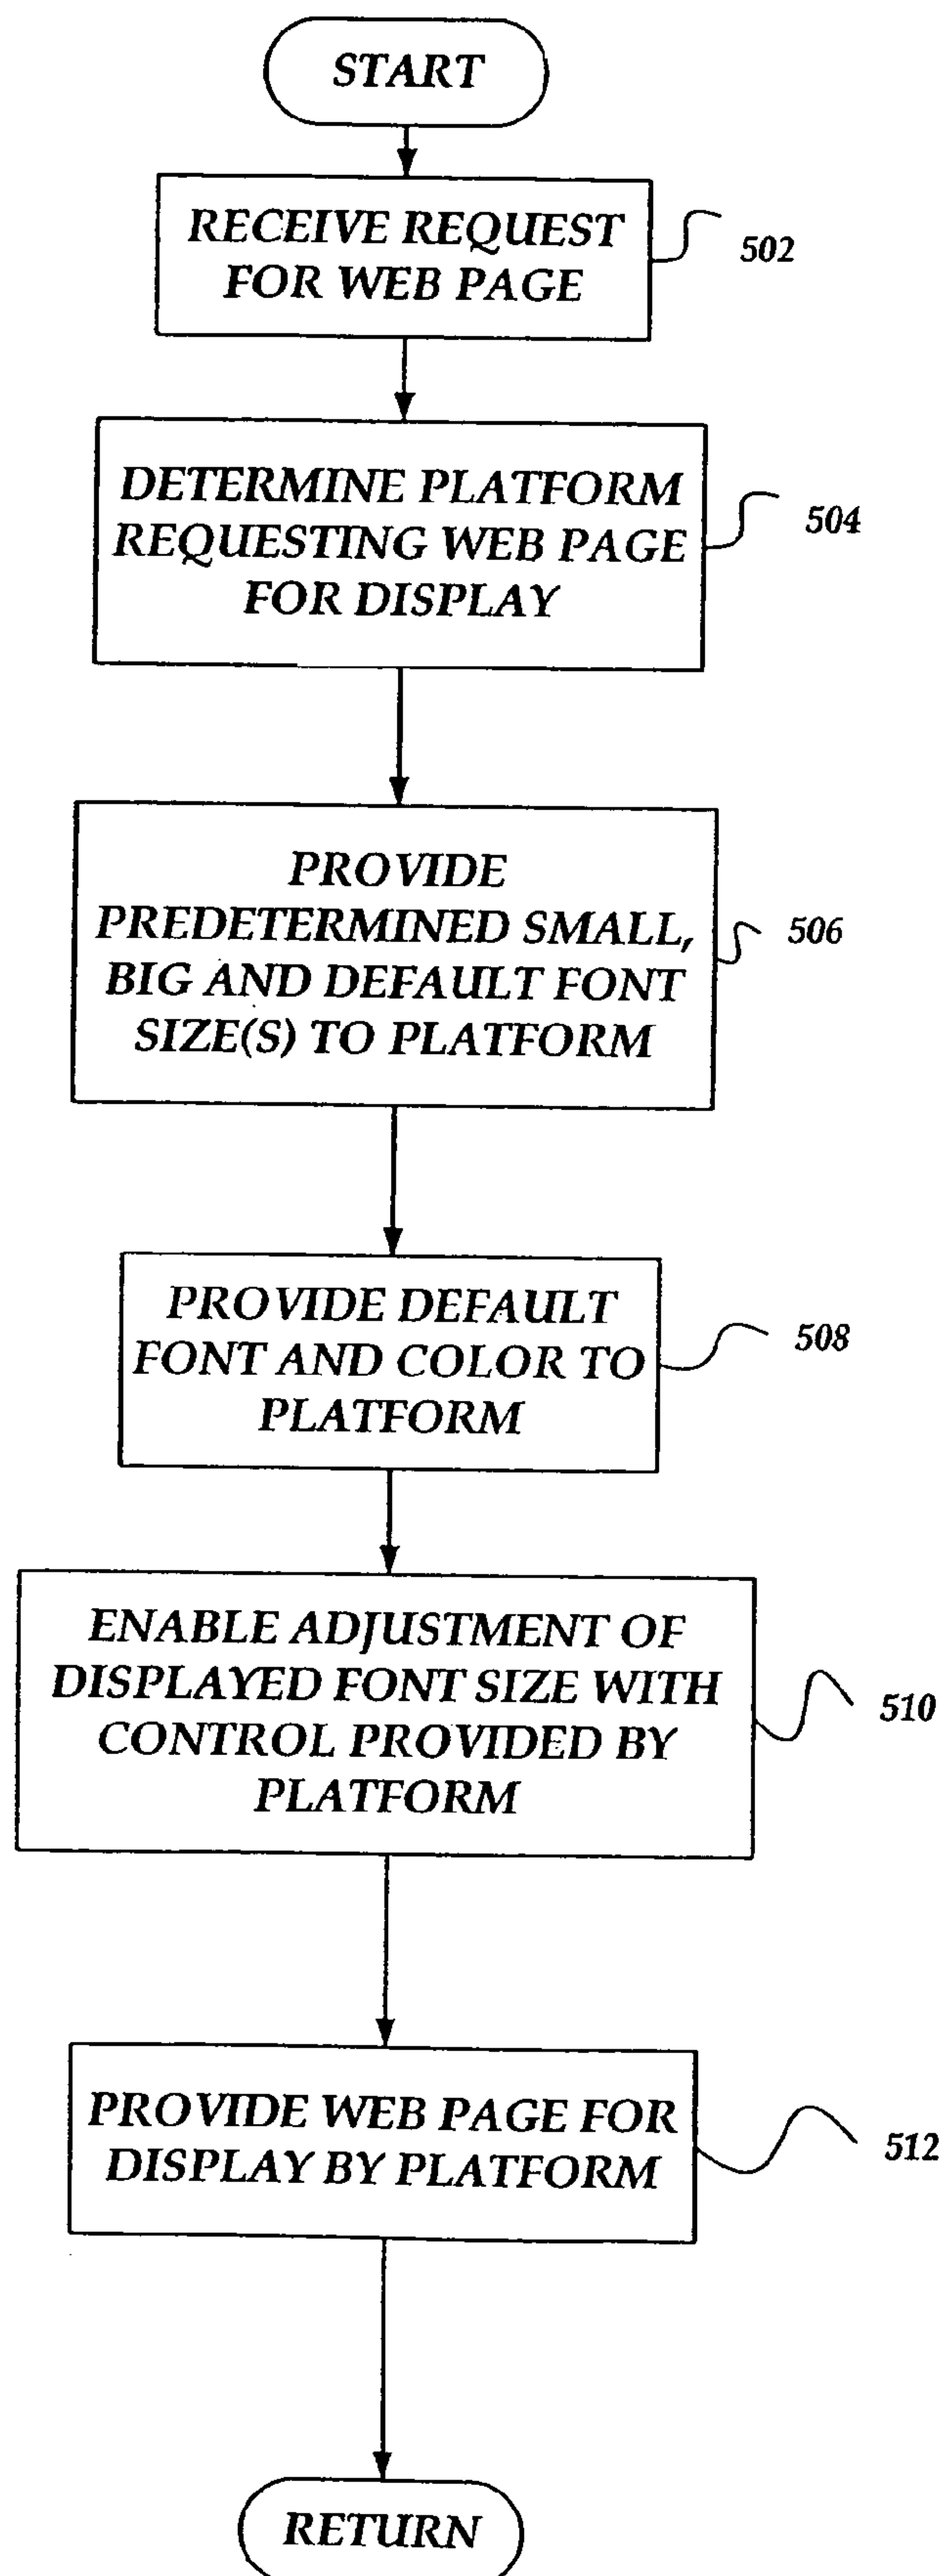 START
RECEIVE REQUEST
FOR WEB PAGE
502
DETERMINE PLATFORM
REQUESTING WEB PAGE
FOR DISPLAY
504
PROVIDE
PREDETERMINED SMALL,
BIG AND DEFAULT FONT
SIZE(S) TO PLATFORM
506
PROVIDE DEFAULT
FONT AND COLOR TO
PLATFORM
508
ENABLE ADJUSTMENT OF
DISPLAYED FONT SIZE WITH
CONTROL PROVIDED BY
PLATFORM
510
PROVIDE WEB PAGE FOR
DISPLAY BY PLATFORM
512
RETURN